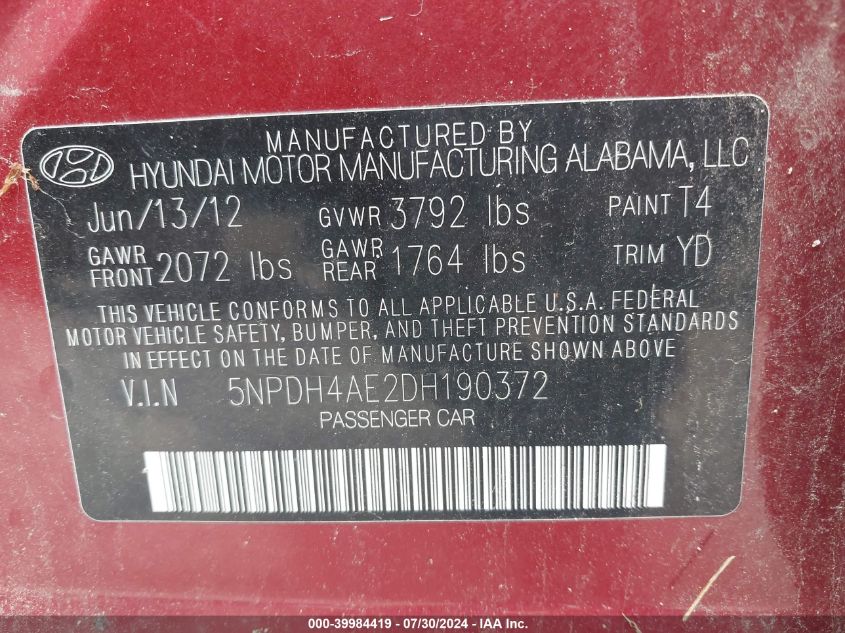 MANUFACTURED BY
HYUNDAI MOTOR MANUFACTURING ALABAMA, LLC
Jun/13/12 GVWR 3792 lbs PAINT T4
GAWR FRONT 2072 lbs GAWR REAR 1764 lbs TRIM YD
THIS VEHICLE CONFORMS TO ALL APPLICABLE U.S.A. FEDERAL
MOTOR VEHICLE SAFETY, BUMPER, AND THEFT PREVENTION STANDARDS
IN EFFECT ON THE DATE OF MANUFACTURE SHOWN ABOVE
V.I.N 5NPDH4AE2DH190372
PASSENGER CAR
000-39984419 / 07/30/2024 - IAA Inc.